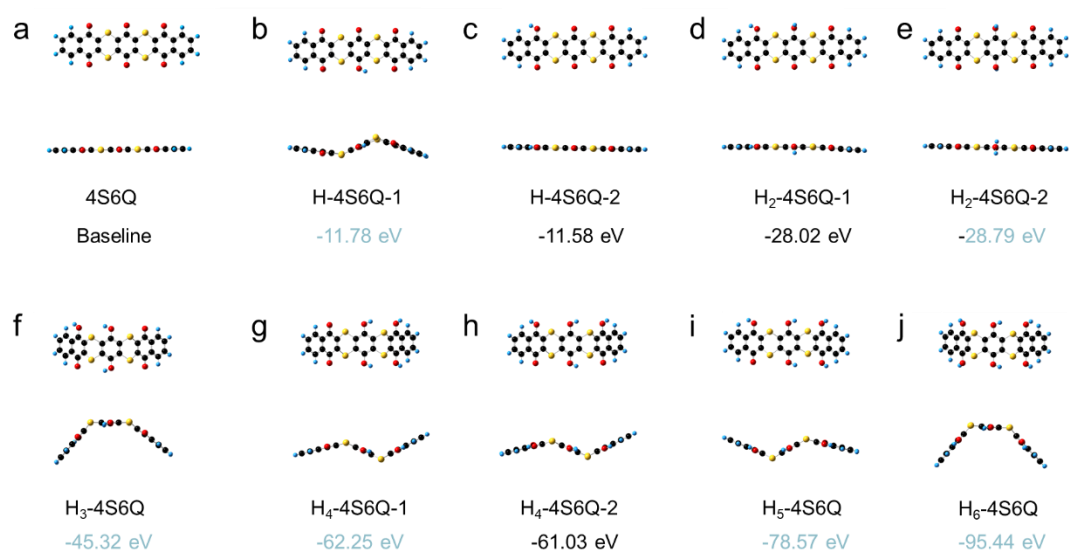 a
b
c
d
e
4S6Q
H-4S6Q-1
H-4S6Q-2
H₂-4S6Q-1
H₂-4S6Q-2
Baseline
-11.78 eV
-11.58 eV
-28.02 eV
-28.79 eV
f
g
h
i
j
H₃-4S6Q
H₄-4S6Q-1
H₄-4S6Q-2
H₅-4S6Q
H₆-4S6Q
-45.32 eV
-62.25 eV
-61.03 eV
-78.57 eV
-95.44 eV